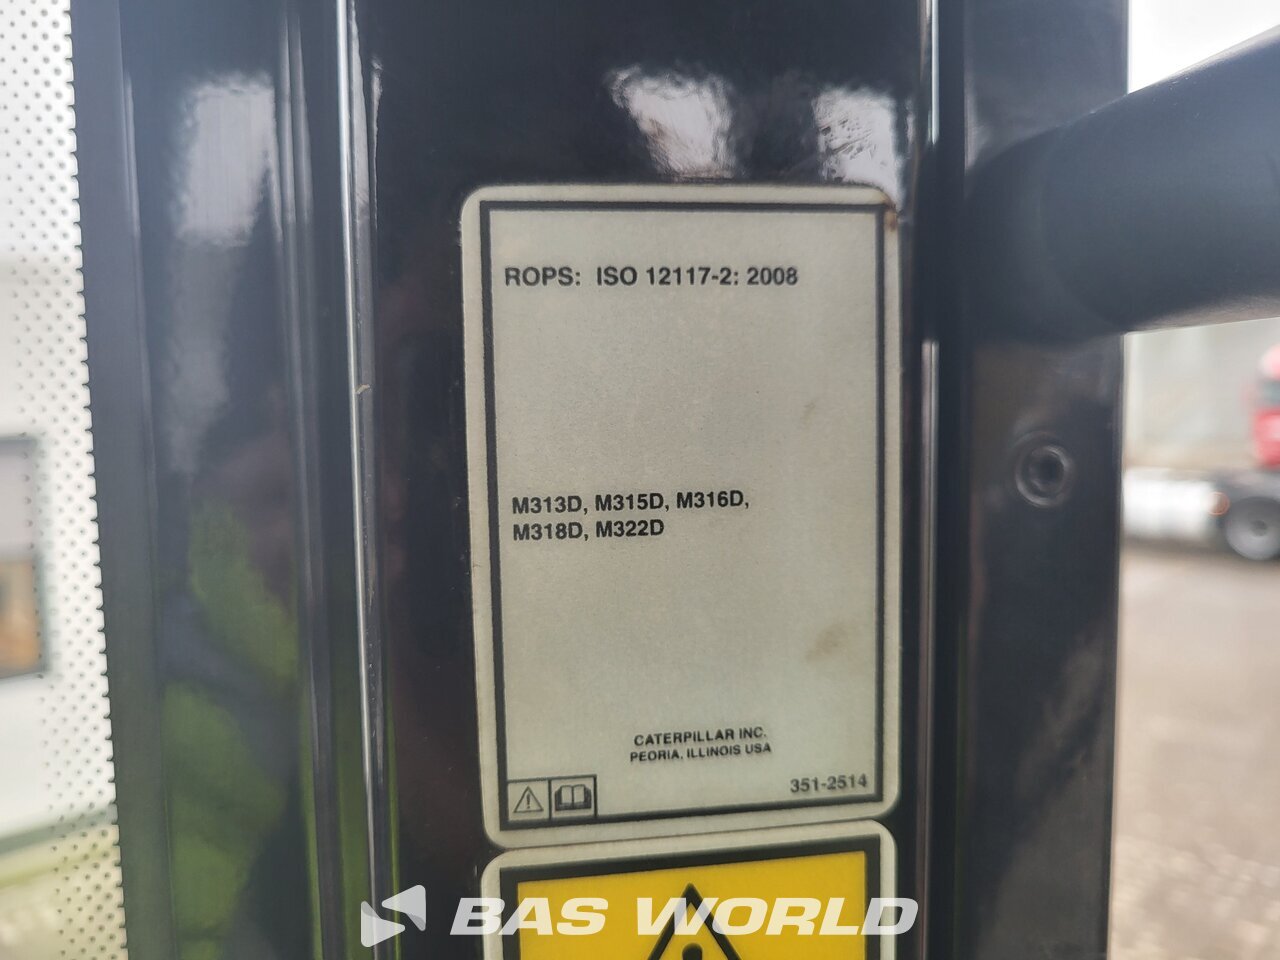 ROPS: ISO 12117-2: 2008
M313D, M315D, M316D,
M318D, M322D
CATERPILLAR INC.
PEORIA, ILLINOIS USA
351-2514
BAS WORLD